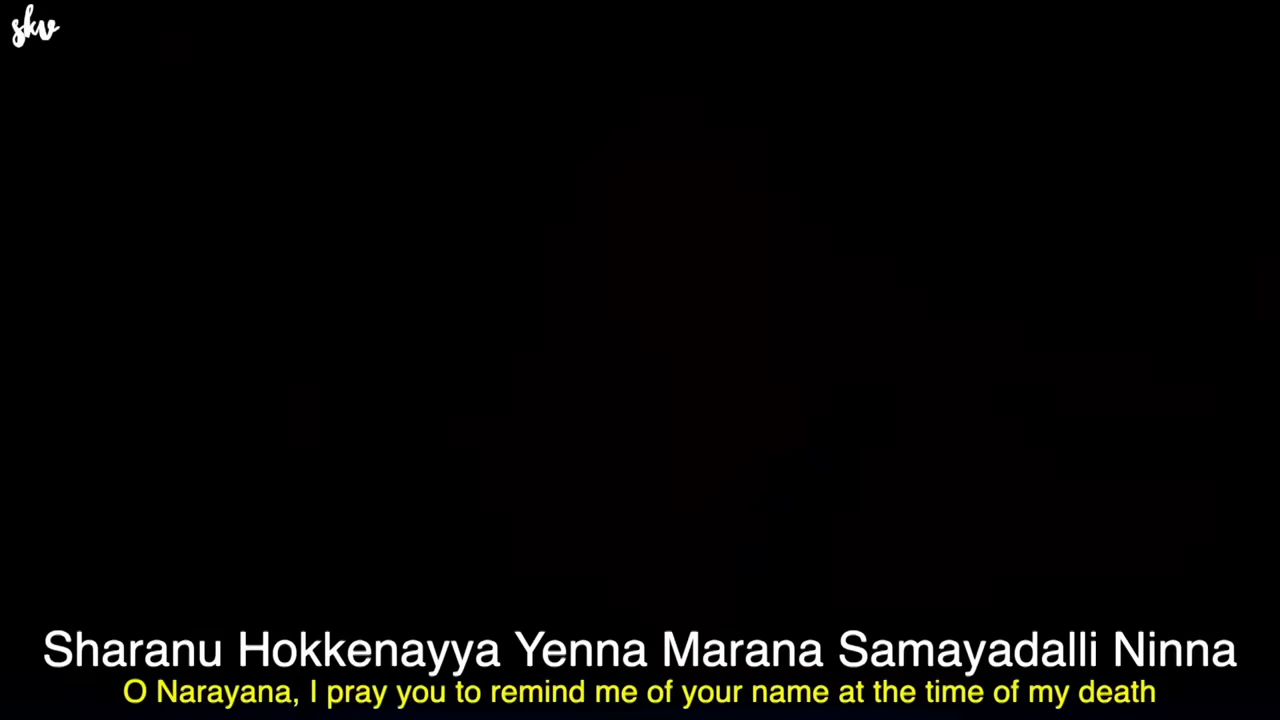 skv
Sharanu Hokkenayya Yenna Marana Samayadalli Ninna
O Narayana, I pray you to remind me of your name at the time of my death